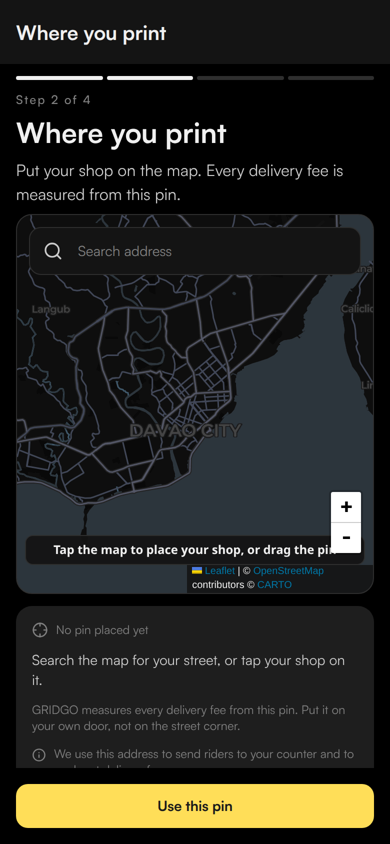 Where you print
Step 2 of 4
Where you print
Put your shop on the map. Every delivery fee is
measured from this pin.
Search address
Langub
DAVAO CITY
+
-
Tap the map to place your shop, or drag the
Leaflet | © OpenStreetMap
contributors © CARTO
No pin placed yet
Search the map for your street, or tap your shop on
it.
GRIDGO measures every delivery fee from this pin. Put it on
your own door, not on the street corner.
We use this address to send riders to your counter and to
Use this pin